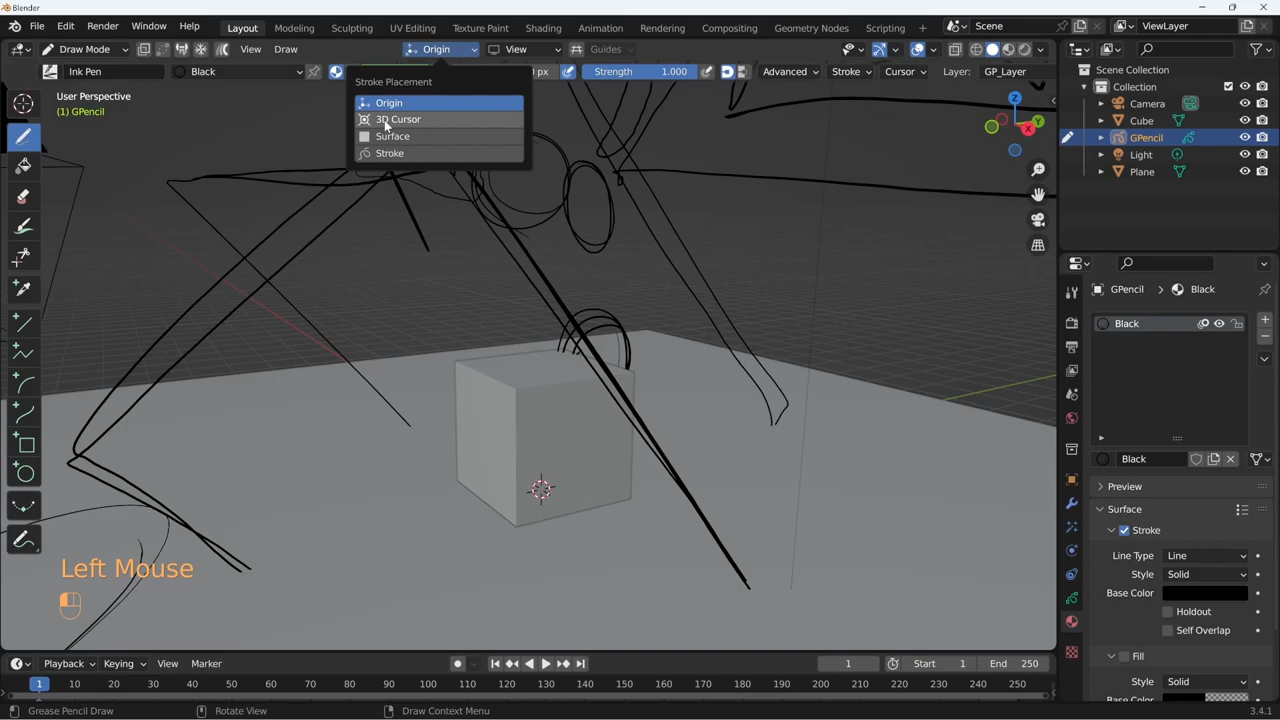 Blender
File Edit Render Window Help
Layout Modeling Sculpting UV Editing Texture Paint Shading Animation Rendering Compositing Geometry Nodes Scripting
Scene
ViewLayer
Draw Mode
View Draw
Origin
View
Guides
Ink Pen
Black
px
Strength 1.000
Advanced
Stroke
Cursor
Layer: GP_Layer
User Perspective
(1) GPencil
Stroke Placement
Origin
3D Cursor
Surface
Stroke
Z
Y
X
Left Mouse
Scene Collection
Collection
Camera
Cube
GPencil
Light
Plane
GPencil
Black
Black
Black
Preview
Surface
Stroke
Line Type Line
Style Solid
Base Color
Holdout
Self Overlap
Fill
Style Solid
Playback Keying View Marker
1
Start 1
End 250
1 10 20 30 40 50 60 70 80 90 100 110 120 130 140 150 160 170 180 190 200 210 220 230 240 250
Grease Pencil Draw
Rotate View
Draw Context Menu
3.4.1